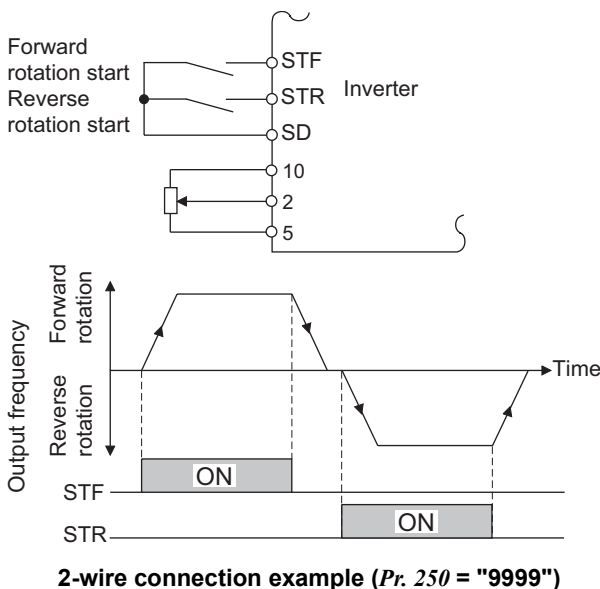 Forward
rotation start
Reverse
rotation start
STF
STR
SD
Inverter
10
2
5
Output frequency
Forward
rotation
Reverse
rotation
Time
ON
STF
ON
STR
2-wire connection example (Pr. 250 = "9999")